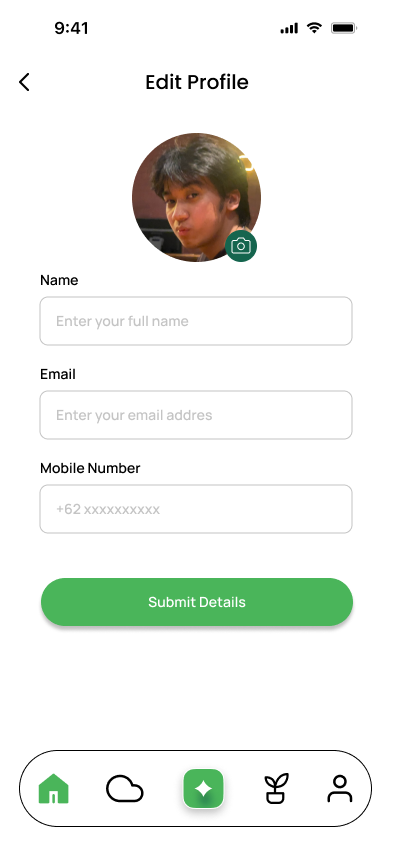 9:41
Edit Profile
Name
Enter your full name
Email
Enter your email addres
Mobile Number
+62 xxxxxxxxxx
Submit Details